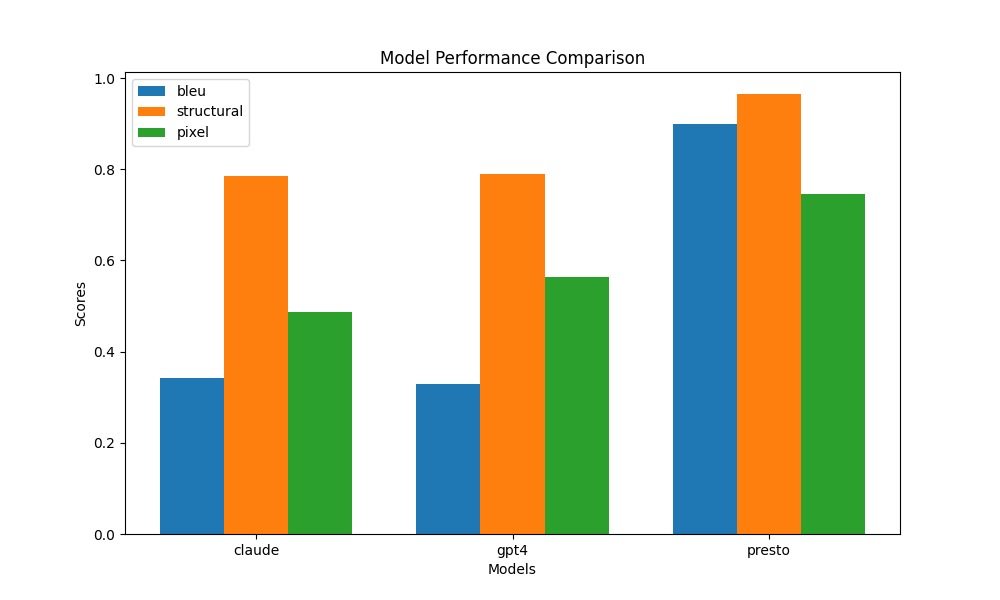 Model Performance Comparison
bleu
structural
pixel
1.0
0.8
0.6
0.4
0.2
0.0
Scores
claude
gpt4
presto
Models